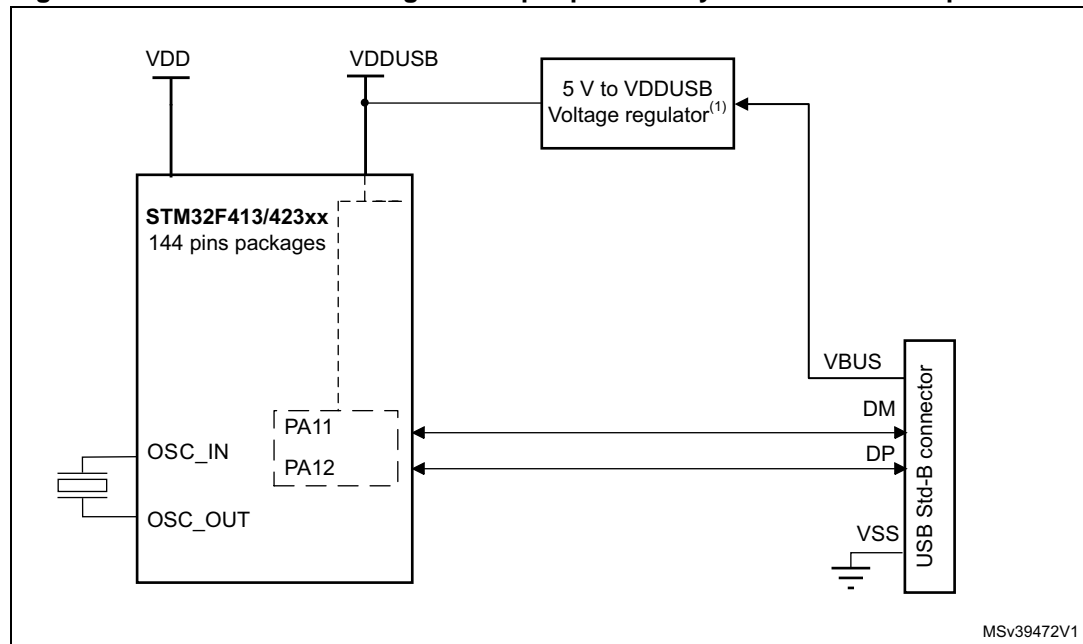 VDD
VDDUSB
5 V to VDDUSB
Voltage regulator(1)
STM32F413/423xx
144 pins packages
VBUS
DM
PA11
OSC_IN
DP
PA12
OSC_OUT
VSS
USB Std-B connector
MSv39472V1